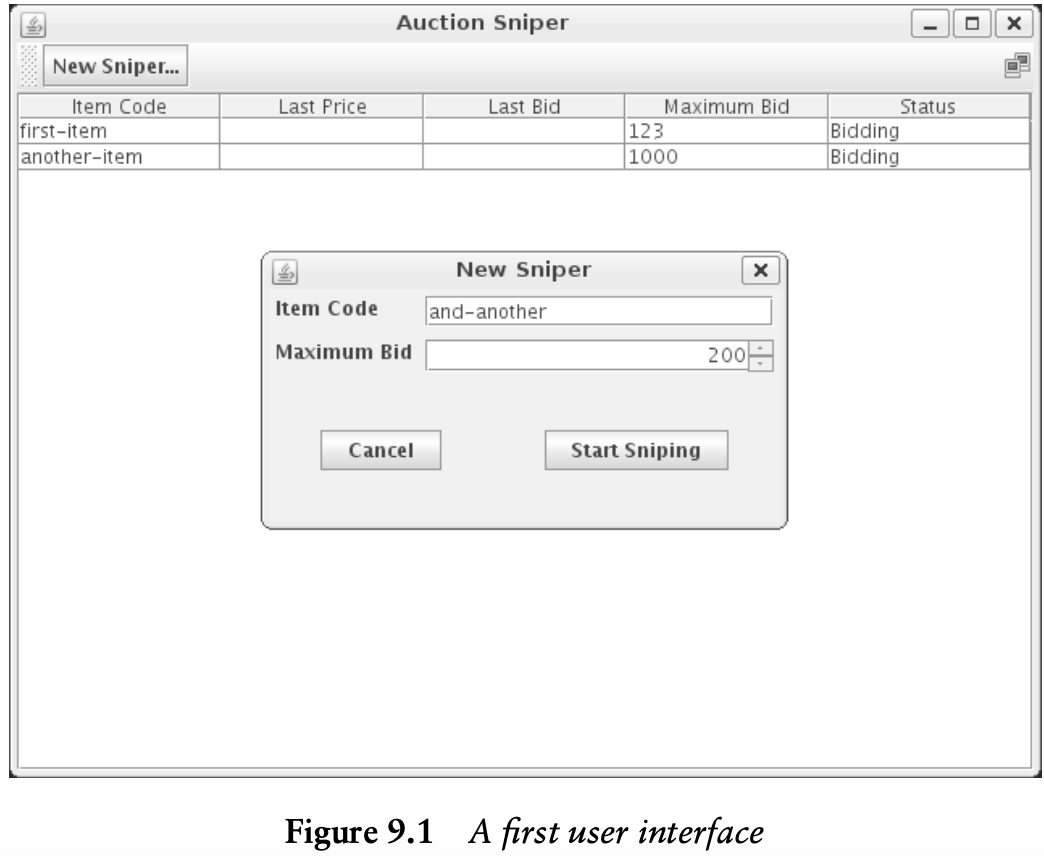 Auction Sniper
New Sniper...
Item Code Last Price Last Bid Maximum Bid Status
first-item 123 Bidding
another-item 1000 Bidding
New Sniper
Item Code and-another
Maximum Bid 200
Cancel Start Sniping
Figure 9.1 A first user interface